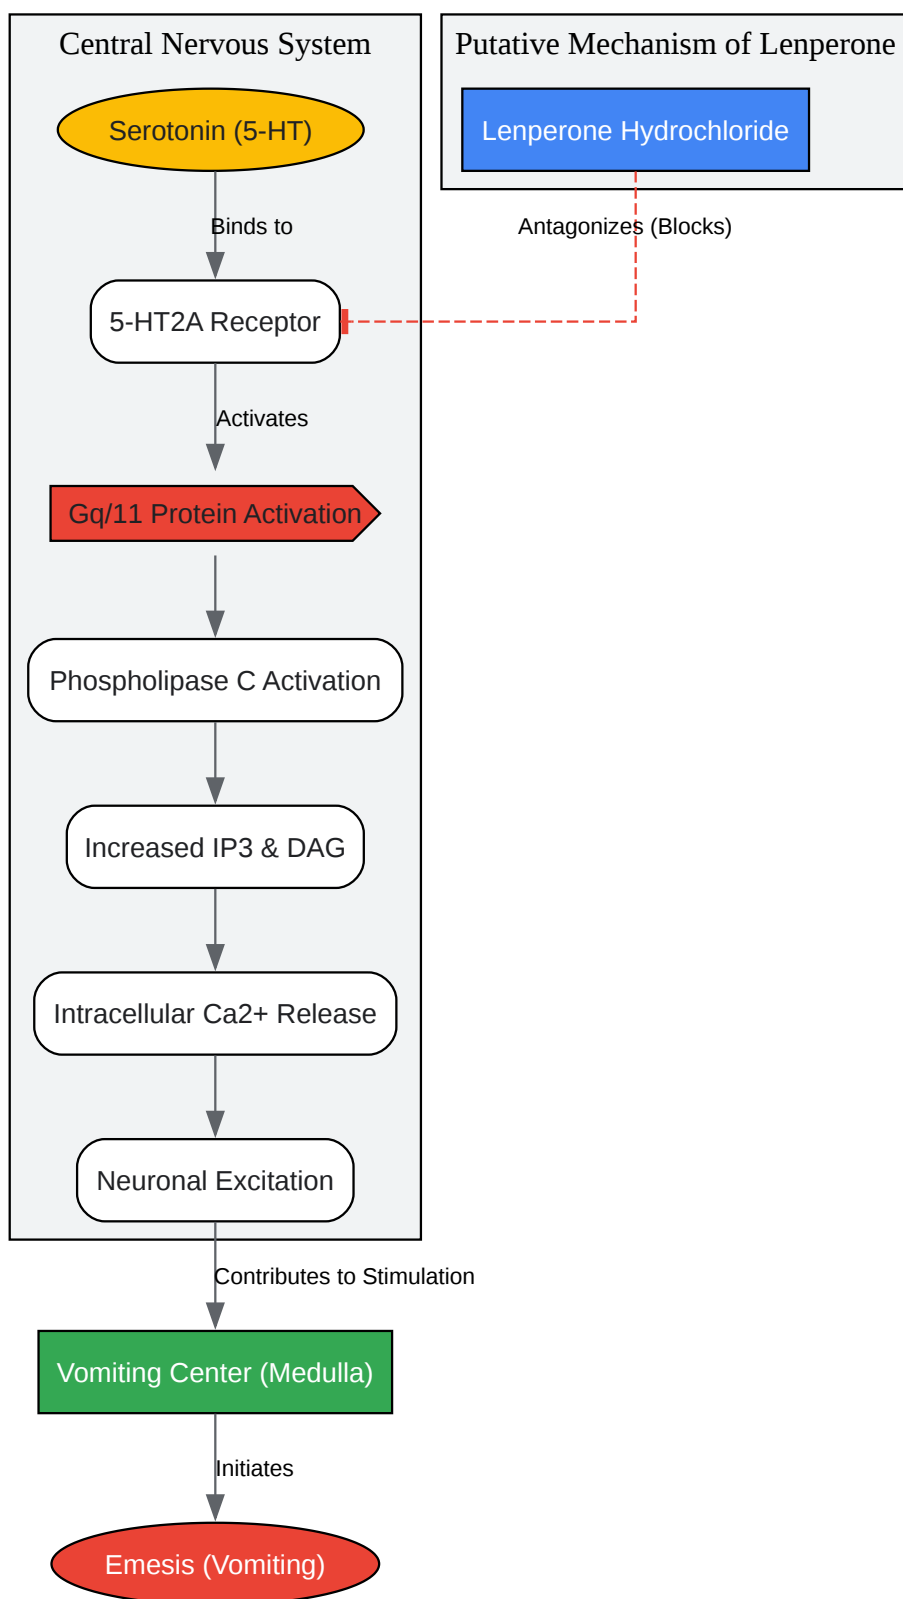 Central Nervous System
Putative Mechanism of Lenperone
Serotonin (5-HT)
Lenperone Hydrochloride
Binds to
Antagonizes (Blocks)
5-HT2A Receptor
Activates
Gq/11 Protein Activation
Phospholipase C Activation
Increased IP3 & DAG
Intracellular Ca2+ Release
Neuronal Excitation
Contributes to Stimulation
Vomiting Center (Medulla)
Initiates
Emesis (Vomiting)